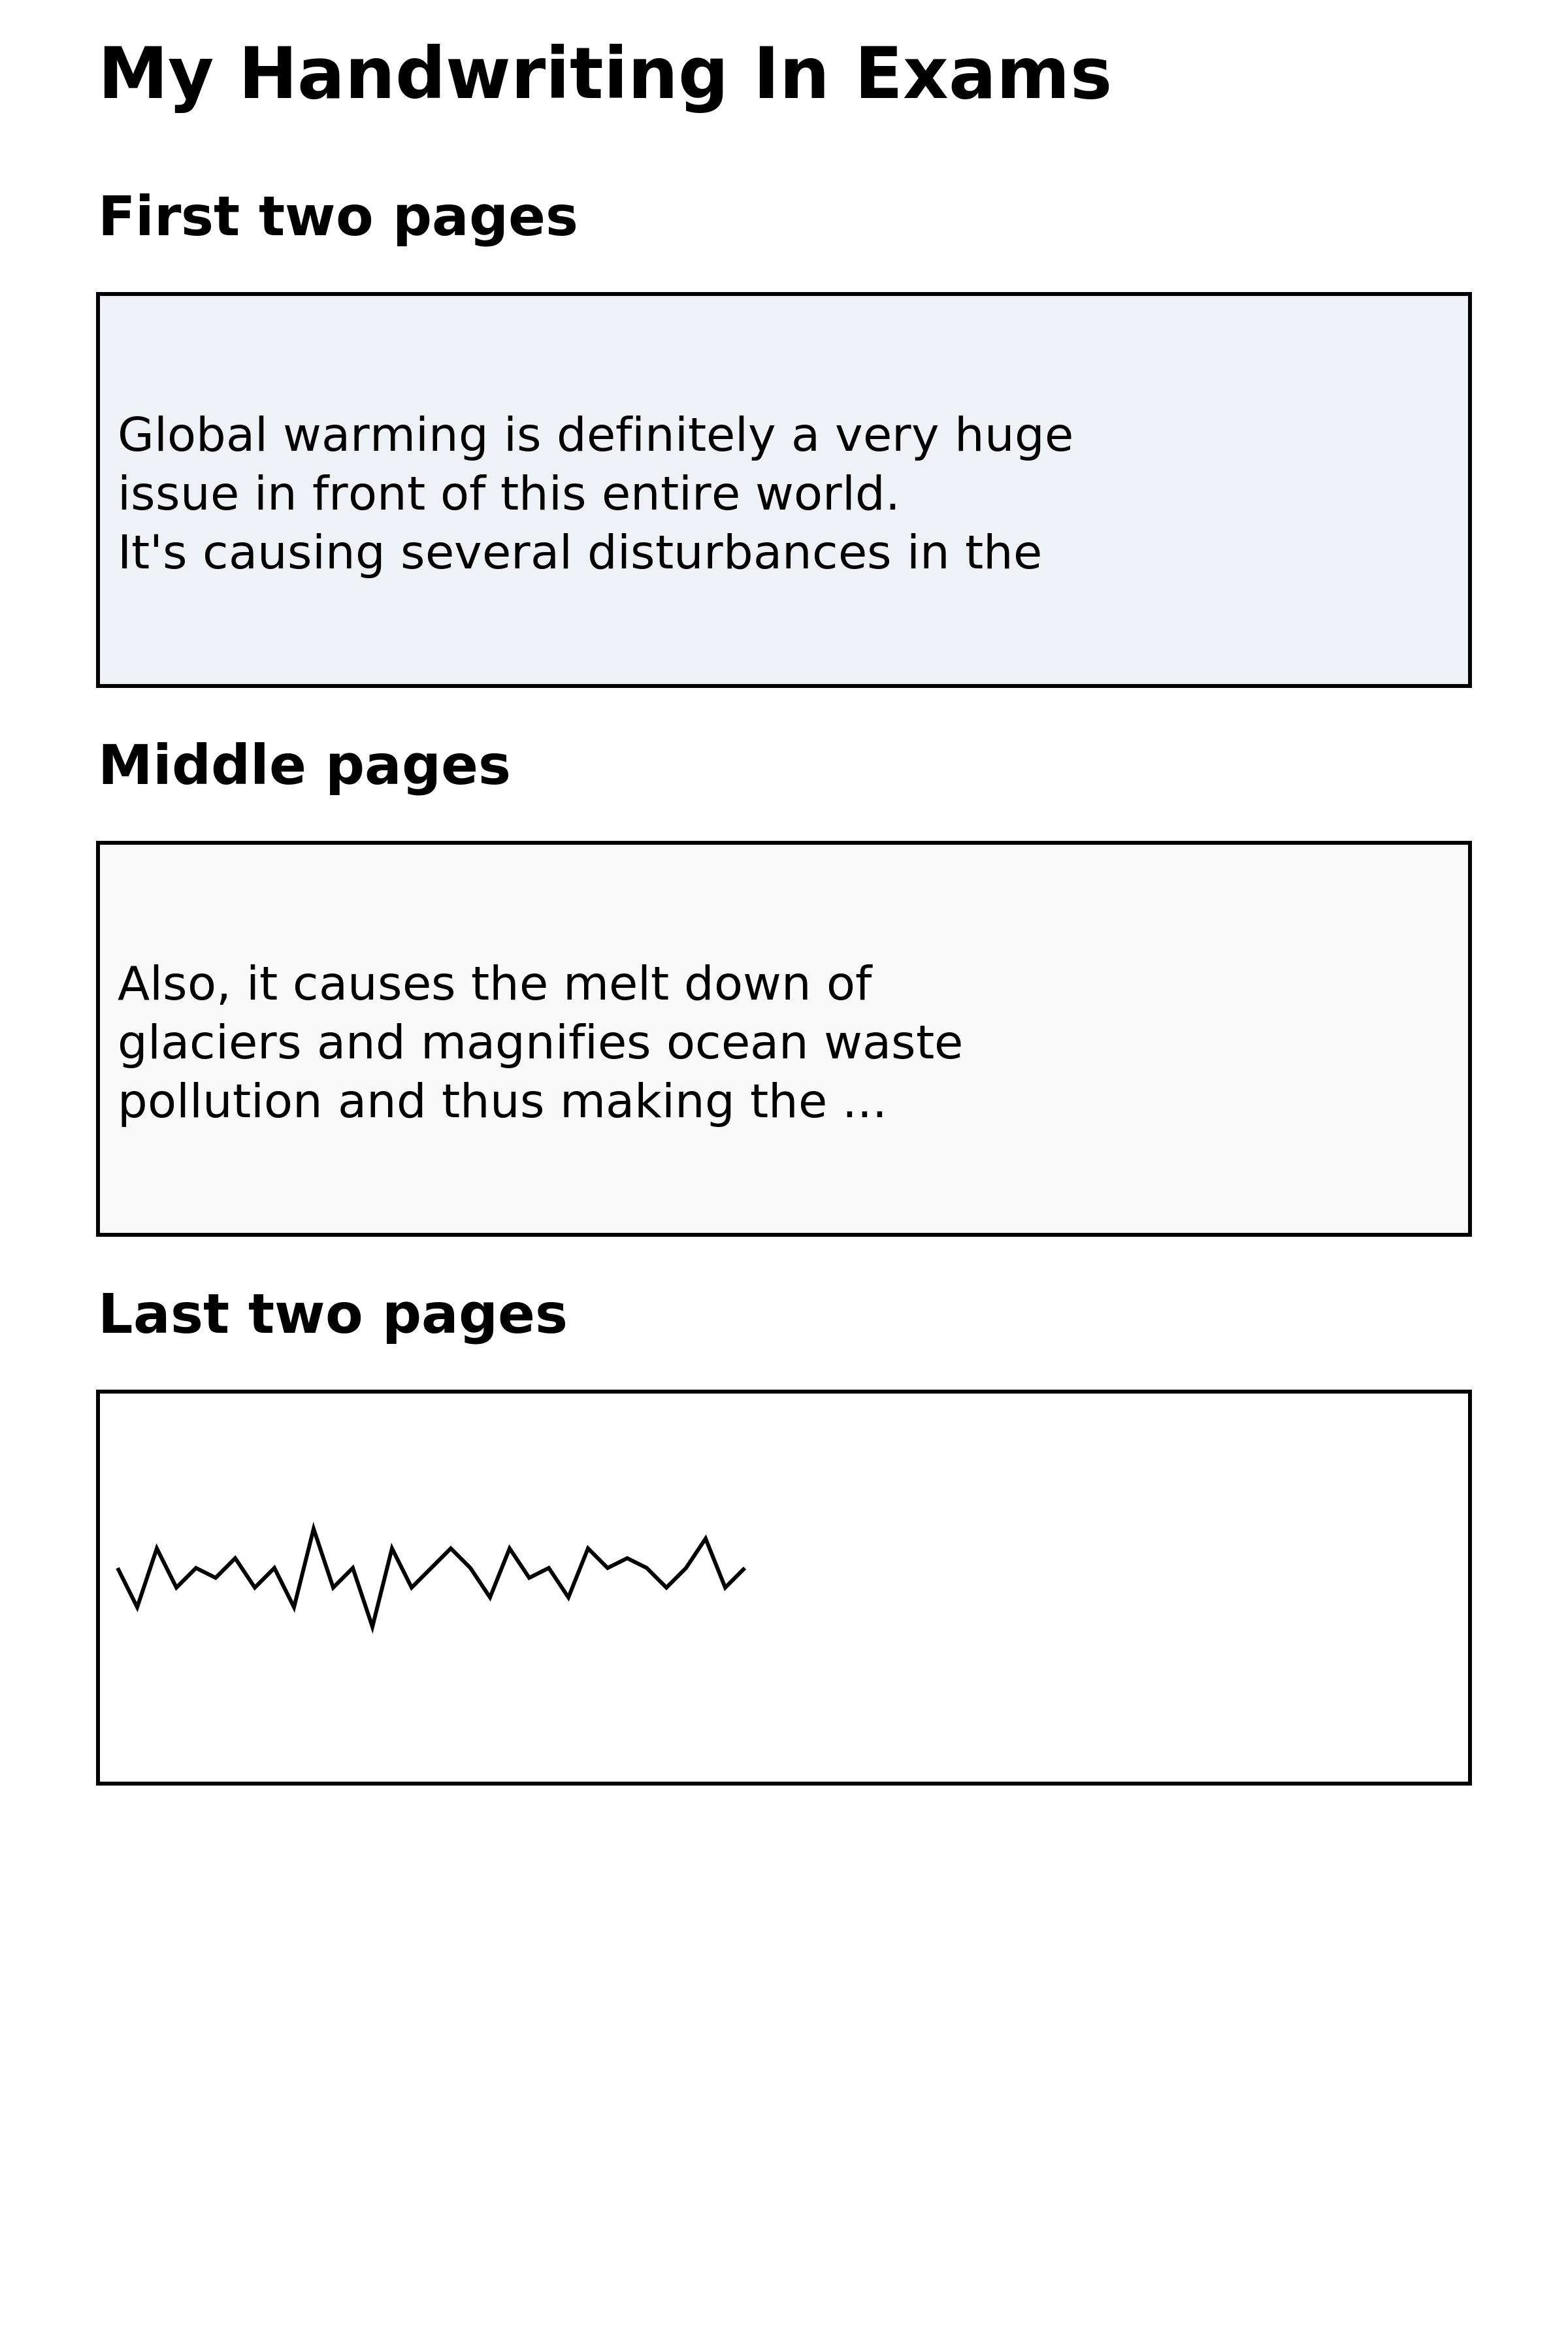 My Handwriting In Exams
First two pages
Global warming is definitely a very huge
issue in front of this entire world.
It's causing several disturbances in the
Middle pages
Also, it causes the melt down of
glaciers and magnifies ocean waste
pollution and thus making the ...
Last two pages